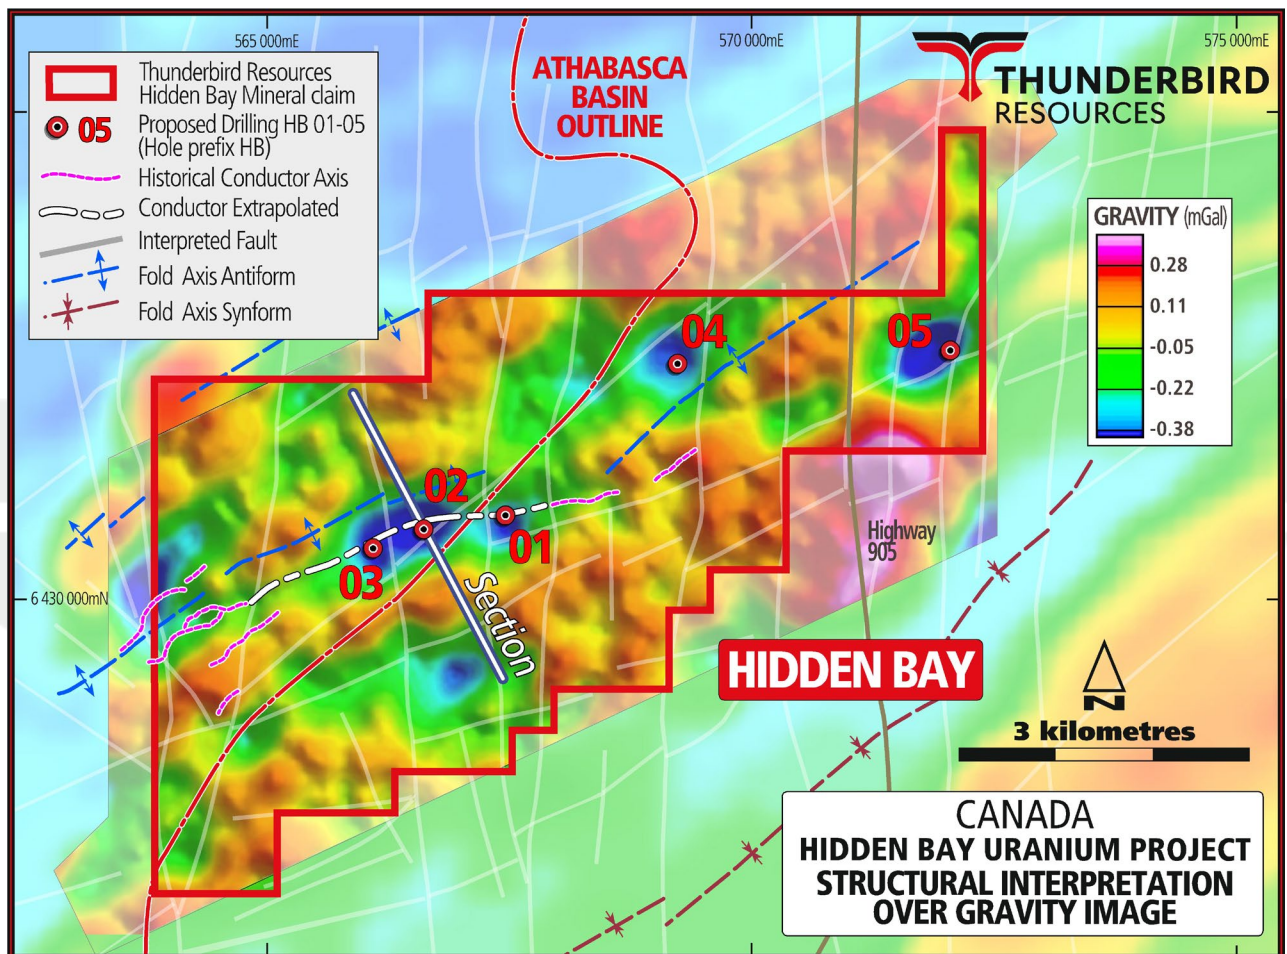 565 000mE
570 000mE
575 000mE
Thunderbird Resources
Hidden Bay Mineral claim
05
Proposed Drilling HB 01-05
(Hole prefix HB)
Historical Conductor Axis
Conductor Extrapolated
Interpreted Fault
Fold Axis Antiform
Fold Axis Synform
ATHABASCA
BASIN
OUTLINE
THUNDERBIRD
RESOURCES
GRAVITY (mGal)
0.28
0.11
-0.05
-0.22
-0.38
04
05
02
01
03
Section
Highway
905
6 430 000mN
HIDDEN BAY
N
3 kilometres
CANADA
HIDDEN BAY URANIUM PROJECT
STRUCTURAL INTERPRETATION
OVER GRAVITY IMAGE